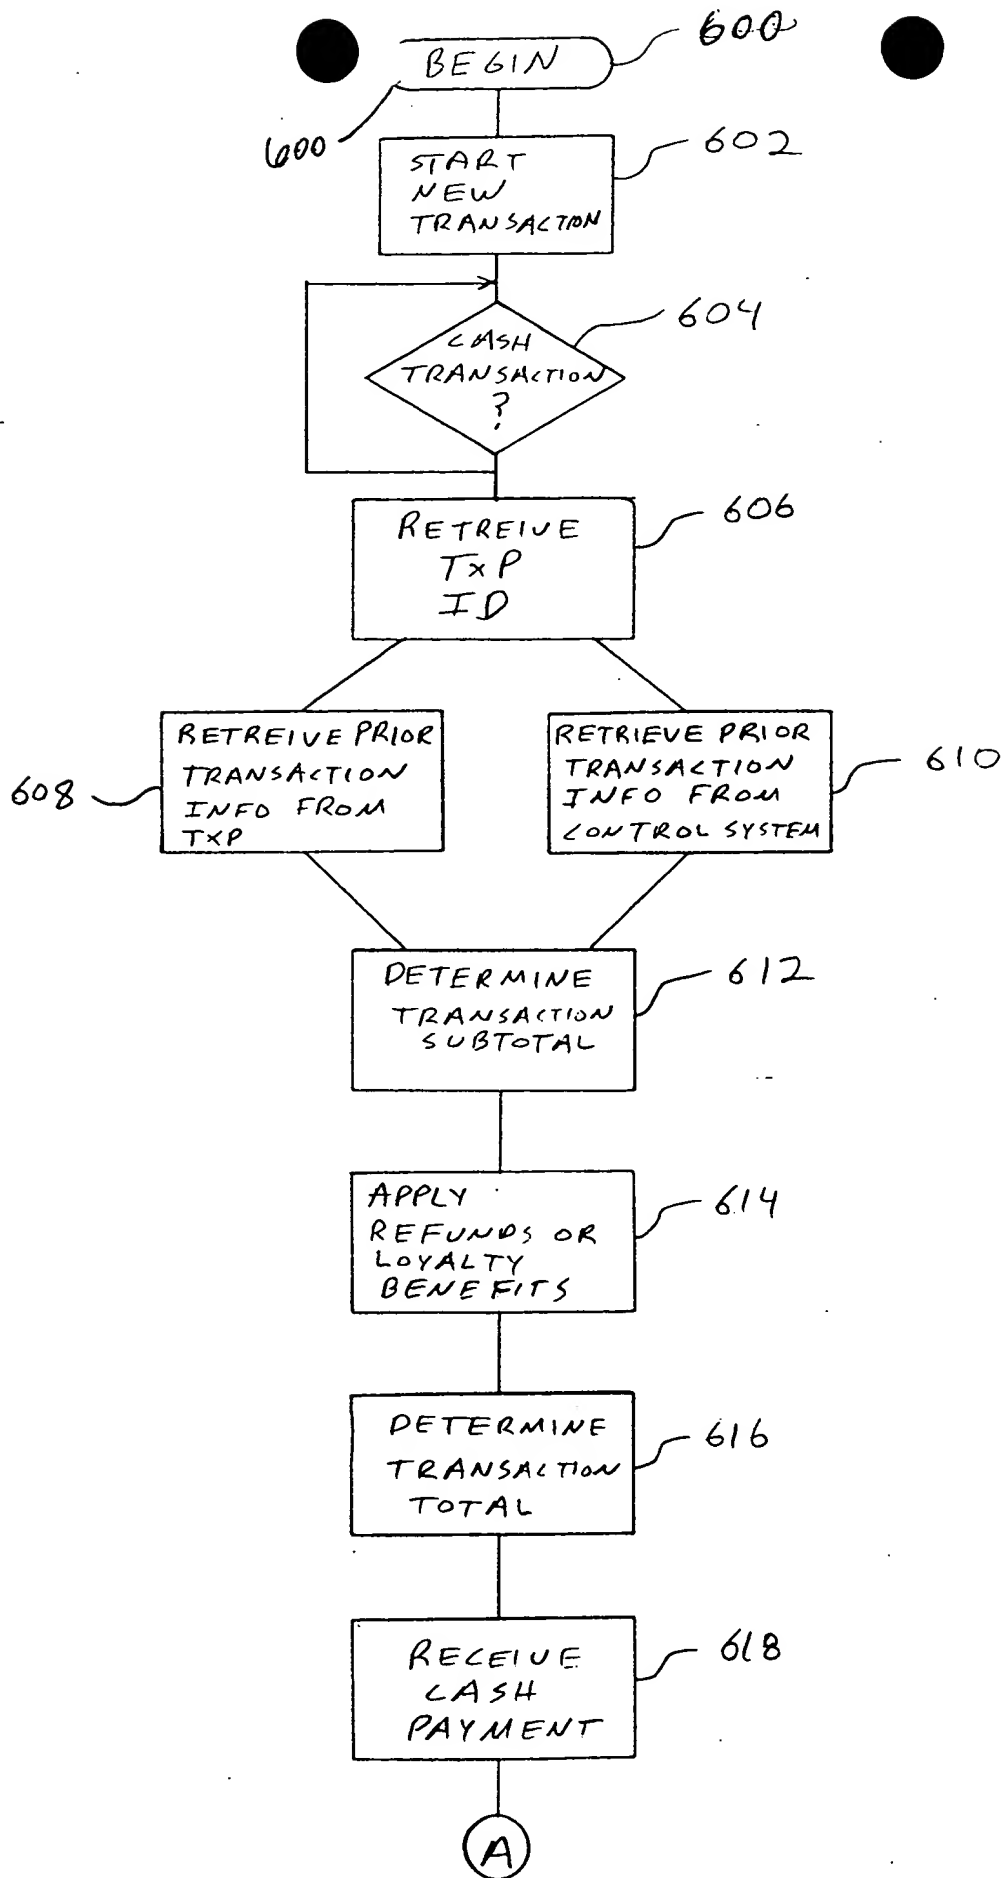 600
BEGIN
600
602
START
NEW
TRANSACTION
604
CASH
TRANSACTION
?
606
RETREIVE
TXP
ID
RETREIVE PRIOR
TRANSACTION
INFO FROM
TXP
608
RETRIEVE PRIOR
TRANSACTION
INFO FROM
CONTROL SYSTEM
610
DETERMINE
TRANSACTION
SUBTOTAL
612
APPLY
REFUNDS OR
LOYALTY
BENEFITS
614
DETERMINE
TRANSACTION
TOTAL
616
RECEIVE
CASH
PAYMENT
618
A